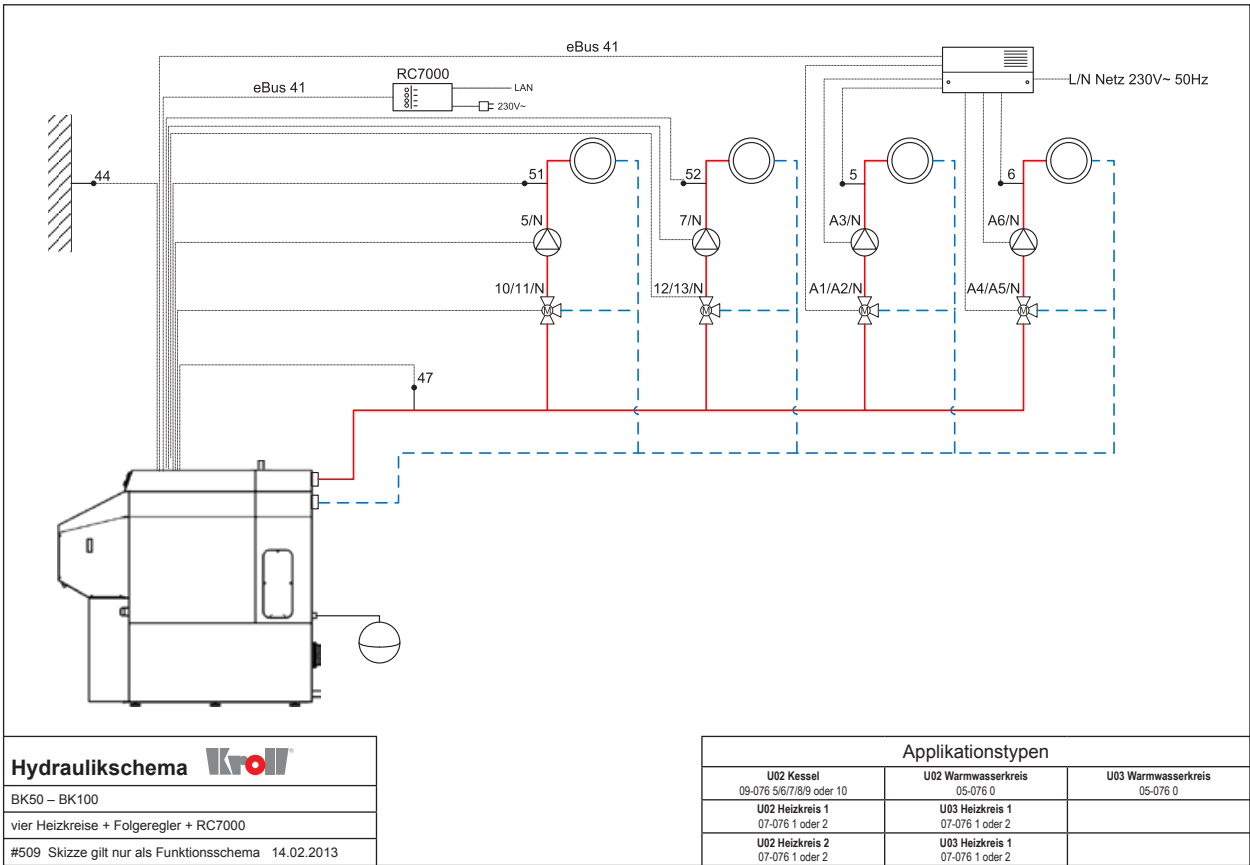 eBus 41
RC7000
eBus 41
LAN
230V~
L/N Netz 230V~ 50Hz
44
51
52
5
6
5/N
7/N
A3/N
A6/N
10/11/N
12/13/N
A1/A2/N
A4/A5/N
M
M
M
M
47
Hydraulikschema Kroll®
BK50 – BK100
vier Heizkreise + Folgeregler + RC7000
#509 Skizze gilt nur als Funktionsschema 14.02.2013
Applikationstypen
U02 Kessel
09-076 5/6/7/8/9 oder 10
U02 Warmwasserkreis
05-076 0
U03 Warmwasserkreis
05-076 0
U02 Heizkreis 1
07-076 1 oder 2
U03 Heizkreis 1
07-076 1 oder 2
U02 Heizkreis 2
07-076 1 oder 2
U03 Heizkreis 1
07-076 1 oder 2